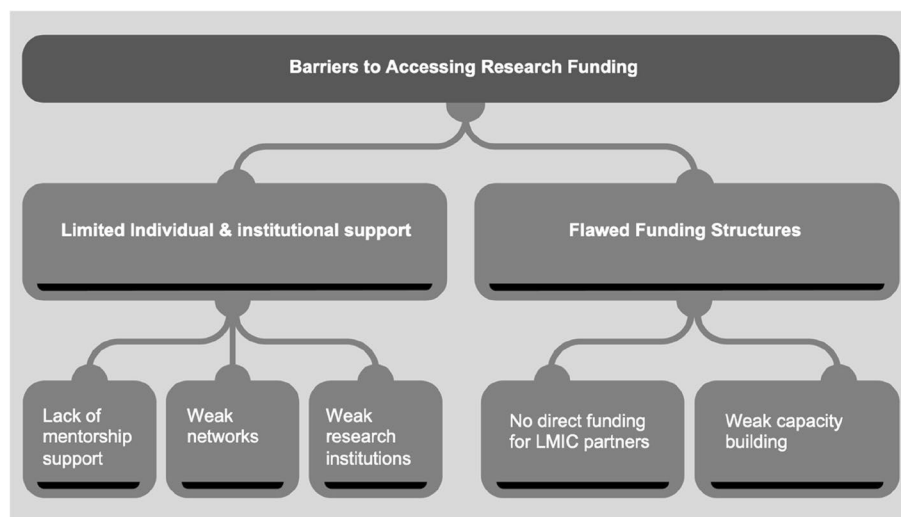 Barriers to Accessing Research Funding
Limited Individual & institutional support
Flawed Funding Structures
Lack of
mentorship
support
Weak
networks
Weak
research
institutions
No direct funding
for LMIC partners
Weak capacity
building